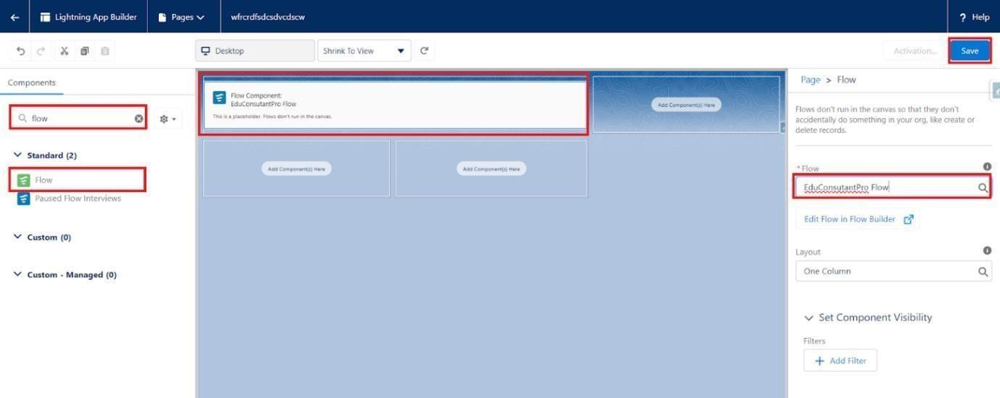 Lightning App Builder
Pages
wfrcrdfsdcsdvcdscw
? Help
Desktop
Shrink To View
Activation...
Save
Components
flow
Standard (2)
Flow
Paused Flow Interviews
Custom (0)
Custom - Managed (0)
Flow Component:
EduConsutantPro Flow
This is a placeholder. Flows don't run in the canvas.
Add Component(s) Here
Add Component(s) Here
Add Component(s) Here
Page > Flow
Flows don't run in the canvas so that they don't
accidentally do something in your org, like create or
delete records.
* Flow
EduConsutantPro Flow
Edit Flow in Flow Builder
Layout
One Column
Set Component Visibility
Filters
+ Add Filter